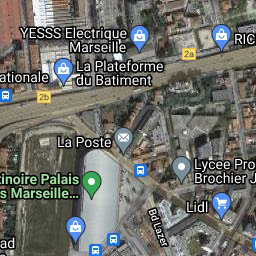 YESSS Electrique
Marseille
2a
RIC
nationale
La Plateforme
du Batiment
2b
La Poste
Lycee Pro
Brochier J
tinoire Palais
s Marseille...
Lidl
Bd Lazer
ad